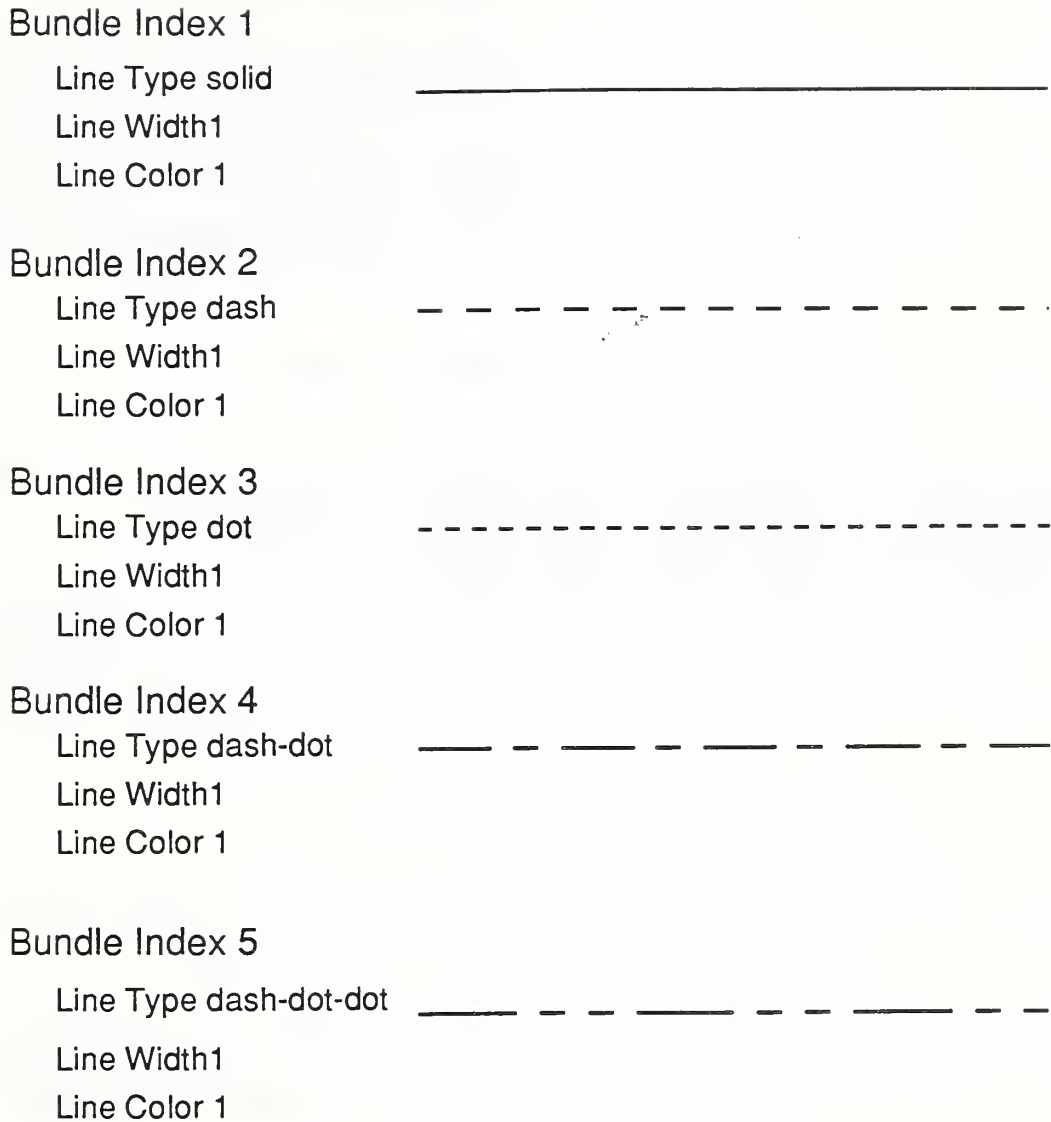 Bundle Index 1
Line Type solid
Line Width1
Line Color 1
Bundle Index 2
Line Type dash
Line Width1
Line Color 1
Bundle Index 3
Line Type dot
Line Width1
Line Color 1
Bundle Index 4
Line Type dash-dot
Line Width1
Line Color 1
Bundle Index 5
Line Type dash-dot-dot
Line Width1
Line Color 1